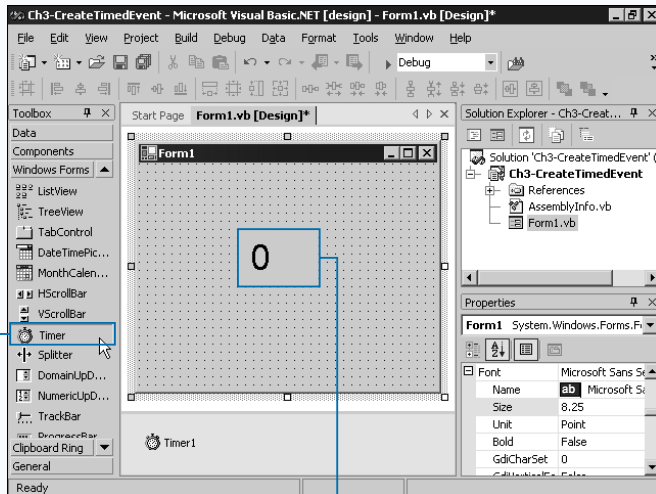 Ch3-CreateTimedEvent - Microsoft Visual Basic.NET [design] - Form1.vb [Design]*
File Edit View Project Build Debug Data Format Tools Window Help
Debug
Toolbox
Data
Components
Windows Forms
ListView
TreeView
TabControl
DateTimePic...
MonthCalen...
HScrollBar
VScrollBar
Timer
Splitter
DomainUpD...
NumericUpD...
TrackBar
ProgressBar
Clipboard Ring
General
Start Page Form1.vb [Design]*
Form1
0
Timer1
Solution Explorer - Ch3-Creat...
Solution 'Ch3-CreateTimedEvent' (
Ch3-CreateTimedEvent
References
AssemblyInfo.vb
Form1.vb
Properties
Form1 System.Windows.Forms.F
Font Microsoft Sans Se
Name ab Microsoft Sa
Size 8.25
Unit Point
Bold False
GdiCharSet 0
Ready